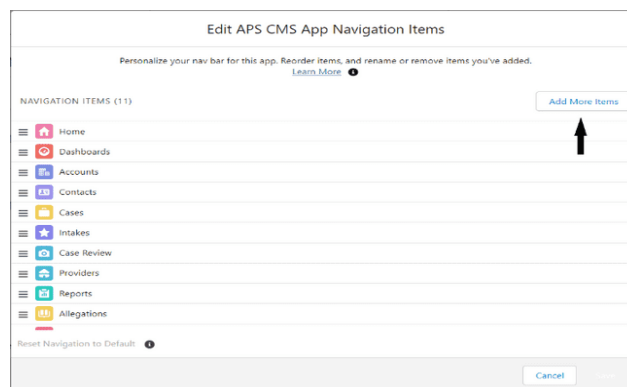 Edit APS CMS App Navigation Items
Personalize your nav bar for this app. Reorder items, and rename or remove items you've added.
Learn More
NAVIGATION ITEMS (11)
Add More Items
Home
Dashboards
Accounts
Contacts
Cases
Intakes
Case Review
Providers
Reports
Allegations
Reset Navigation to Default
Cancel